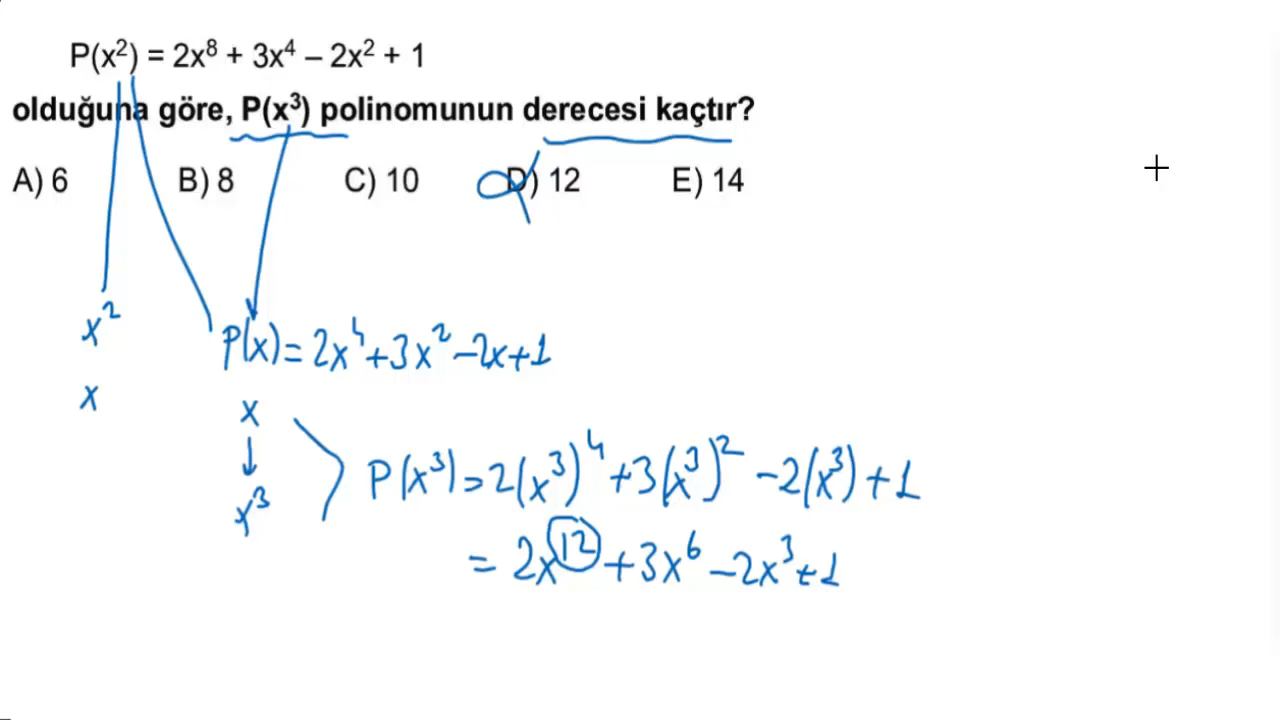 P(x²) = 2x⁸ + 3x⁴ – 2x² + 1
olduğuna göre, P(x³) polinomunun derecesi kaçtır?
A) 6 B) 8 C) 10 D) 12 E) 14
x² P(x) = 2x⁴ + 3x² – 2x + 1
x x
↓
x³
P(x³) = 2(x³)⁴ + 3(x³)² – 2(x³) + 1
= 2x¹² + 3x⁶ – 2x³ + 1